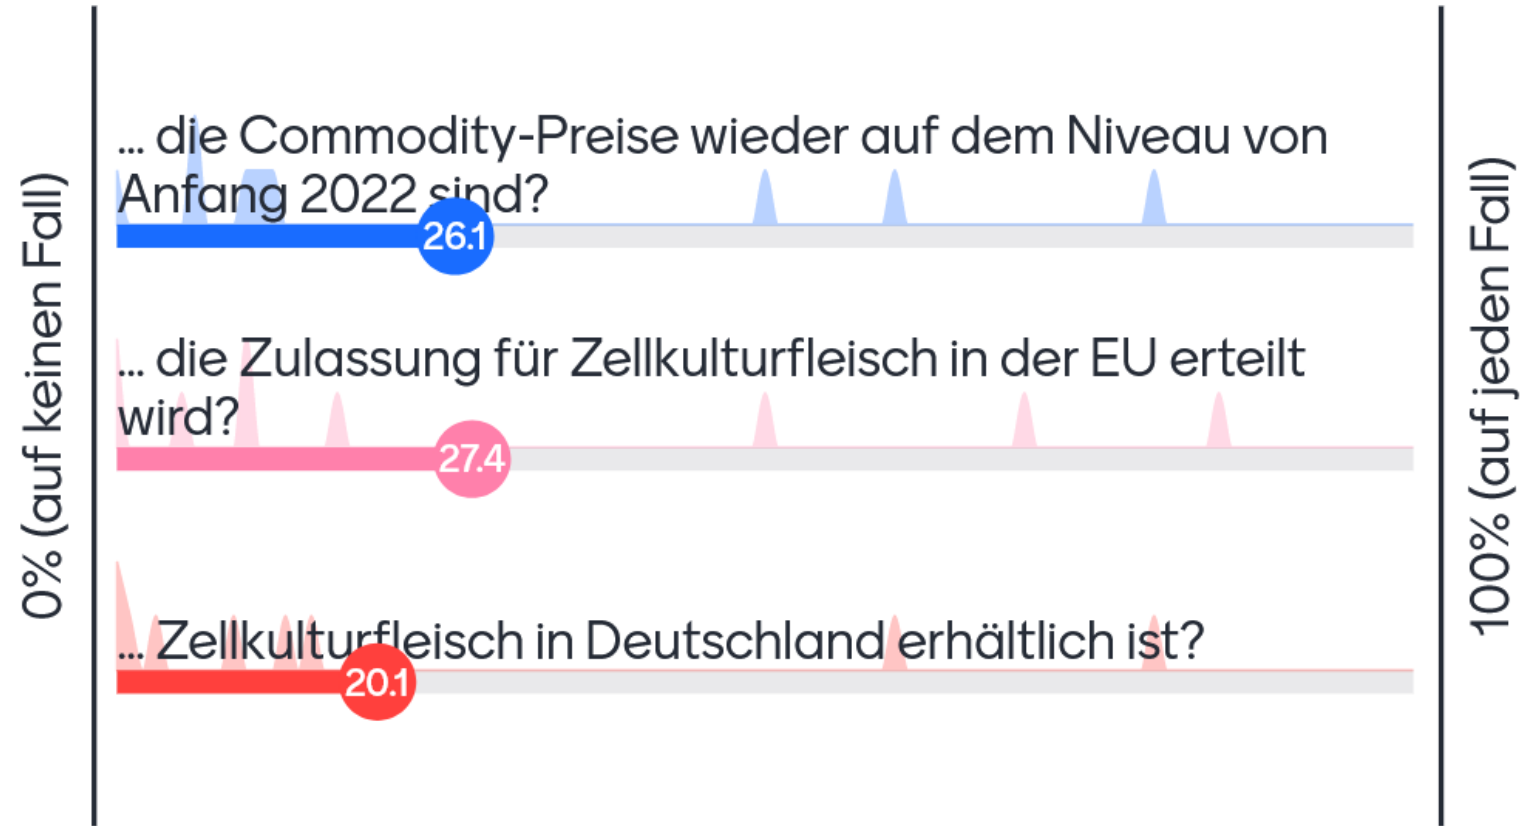 0% (auf keinen Fall)
... die Commodity-Preise wieder auf dem Niveau von
Anfang 2022 sind?
26.1
... die Zulassung für Zellkulturfleisch in der EU erteilt
wird?
27.4
... Zellkulturfleisch in Deutschland erhältlich ist?
20.1
100% (auf jeden Fall)